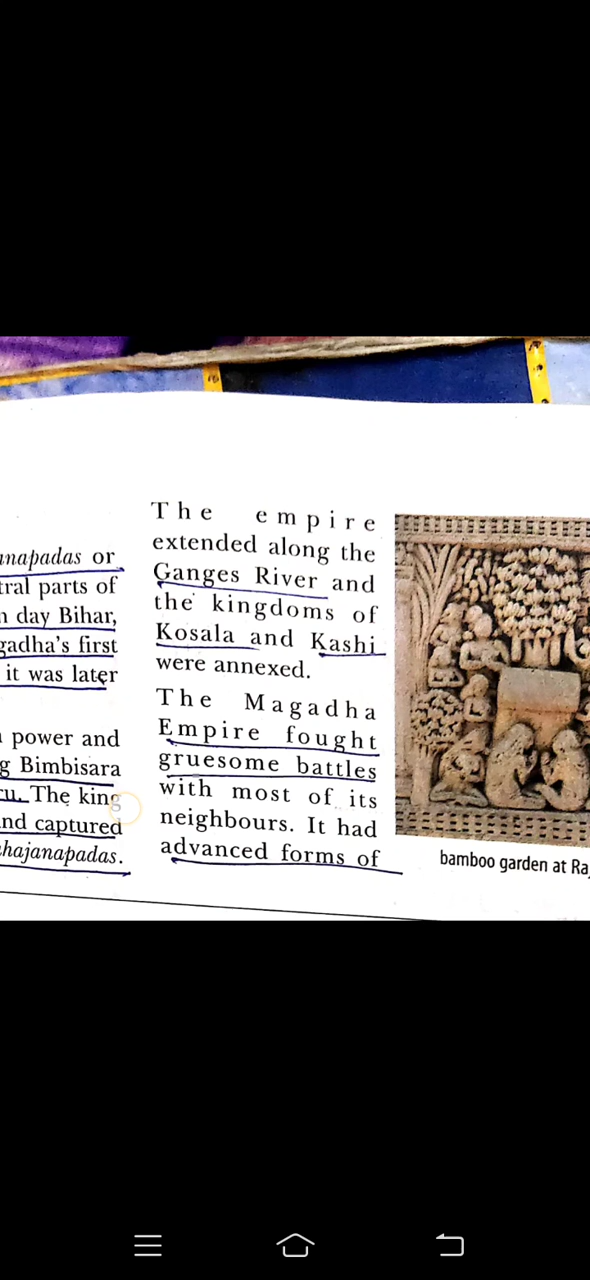 napadas or
tral parts of
day Bihar,
gadha's first
it was later
power and
g Bimbisara
ru. The king
nd captured
hajanapadas.
The empire
extended along the
Ganges River and
the kingdoms of
Kosala and Kashi
were annexed.
The Magadha
Empire fought
gruesome battles
with most of its
neighbours. It had
advanced forms of
bamboo garden at Ra